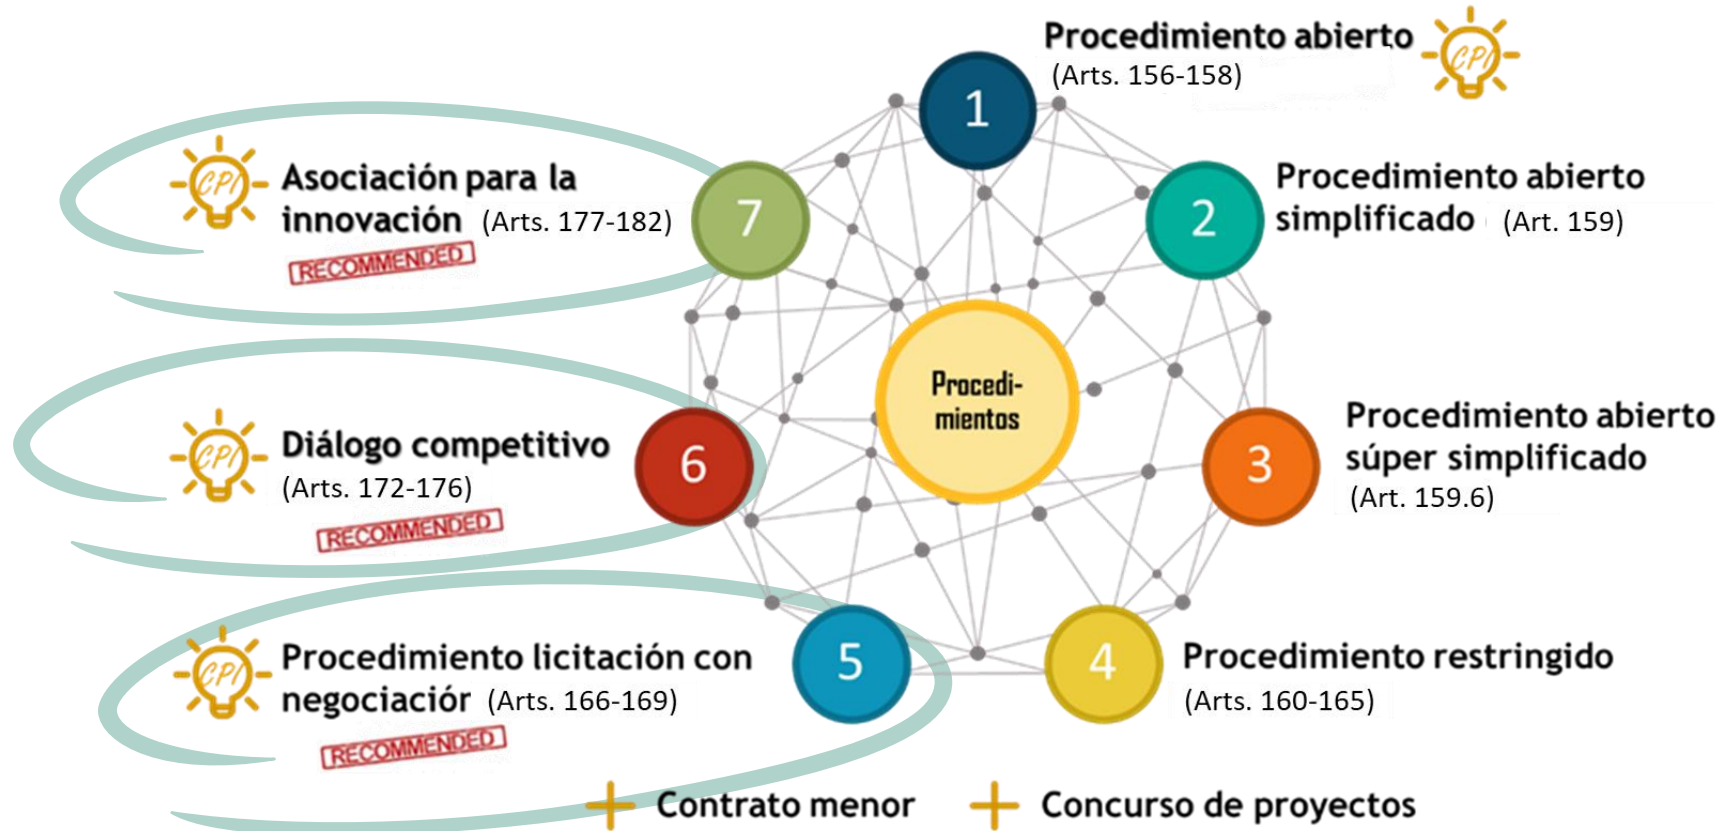 Procedimiento abierto
CPI
(Arts. 156-158)
1
Procedimiento abierto
simplificado (Art. 159)
2
Procedimiento abierto
súper simplificado
(Art. 159.6)
3
Procedimiento restringido
(Arts. 160-165)
4
Procedimiento licitación con
negociaciór (Arts. 166-169)
CPI
RECOMMENDED
5
Diálogo competitivo
(Arts. 172-176)
CPI
RECOMMENDED
6
Asociación para la
innovación (Arts. 177-182)
CPI
RECOMMENDED
7
Procedi-
mientos
+ Contrato menor
+ Concurso de proyectos